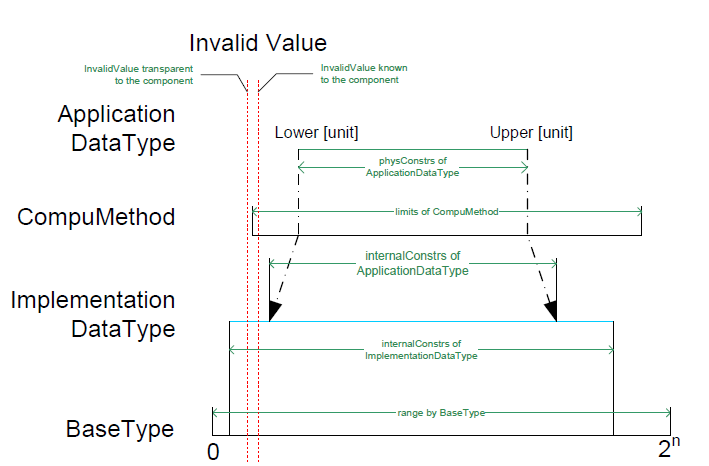 Invalid Value
InvalidValue transparent
to the component
InvalidValue known
to the component
Application
DataType
Lower [unit]
Upper [unit]
physConstrs of
ApplicationDataType
CompuMethod
limits of CompuMethod
internalConstrs of
ApplicationDataType
Implementation
DataType
internalConstrs of
ImplementationDataType
BaseType
range by BaseType
0
2n